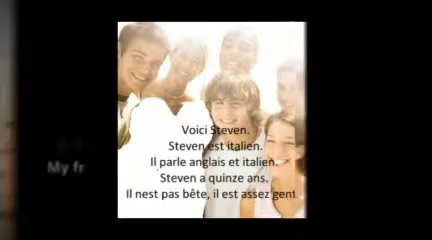 Voici Steven.
Steven est italien.
Il parle anglais et italien.
Steven a quinze ans.
Il nest pas bête, il est assez gent
My fr